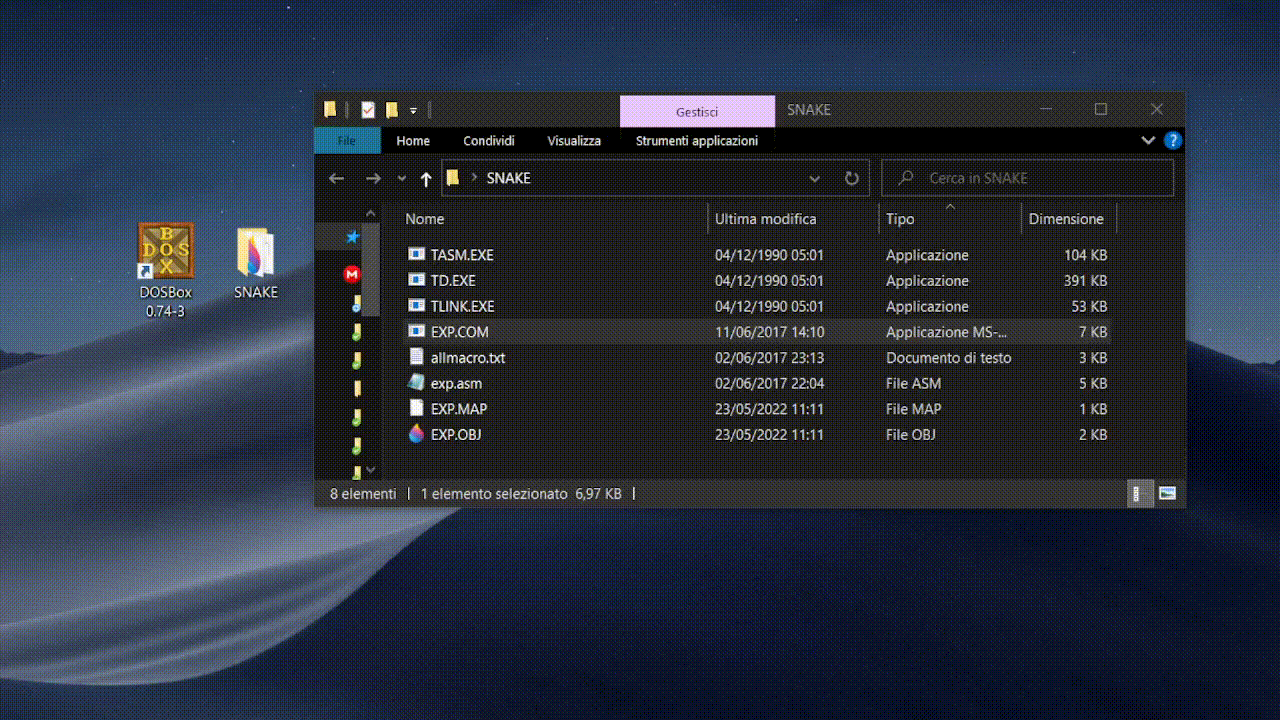 Gestisci
SNAKE
File
Home
Condividi
Visualizza
Strumenti applicazioni
?
SNAKE
Cerca in SNAKE
Nome
Ultima modifica
Tipo
Dimensione
TASM.EXE 04/12/1990 05:01 Applicazione 104 KB
TD.EXE 04/12/1990 05:01 Applicazione 391 KB
TLINK.EXE 04/12/1990 05:01 Applicazione 53 KB
EXP.COM 11/06/2017 14:10 Applicazione MS-... 7 KB
allmacro.txt 02/06/2017 23:13 Documento di testo 3 KB
exp.asm 02/06/2017 22:04 File ASM 5 KB
EXP.MAP 23/05/2022 11:11 File MAP 1 KB
EXP.OBJ 23/05/2022 11:11 File OBJ 2 KB
8 elementi
1 elemento selezionato 6,97 KB
M
B
DOS
X
DOSBox
0.74-3
SNAKE